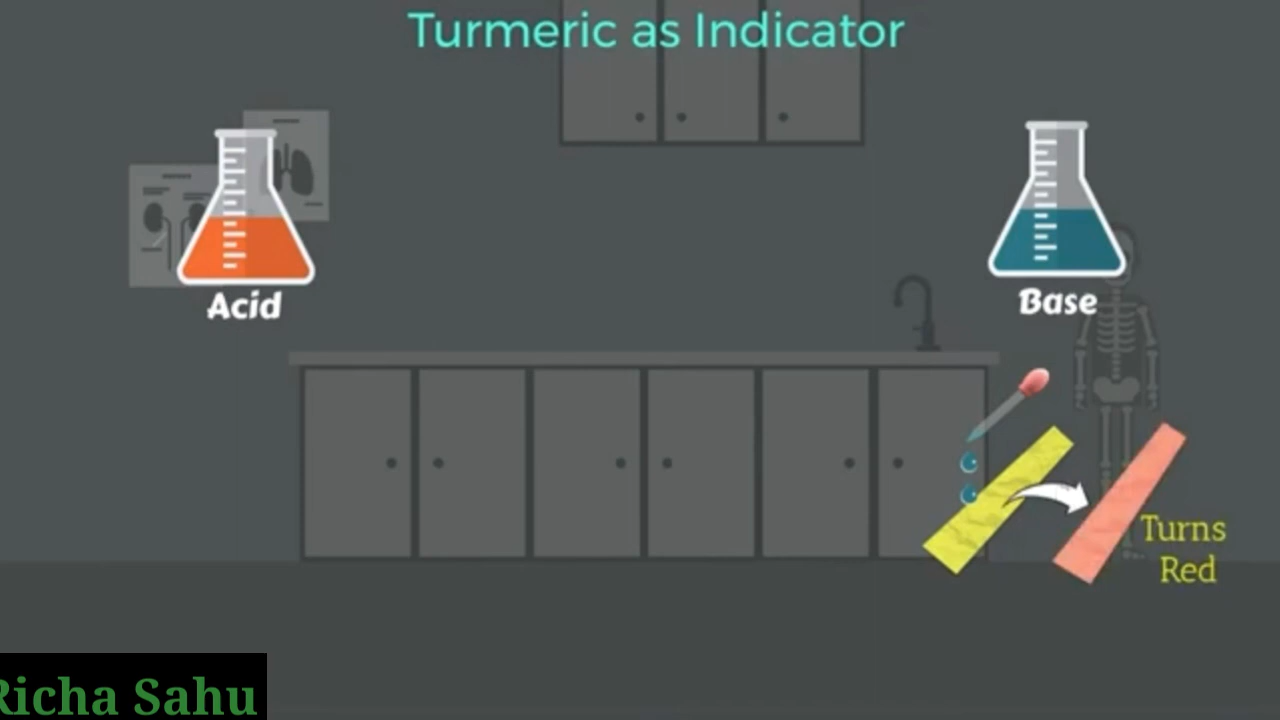 Turmeric as Indicator
Acid
Base
Turns
Red
Richa Sahu